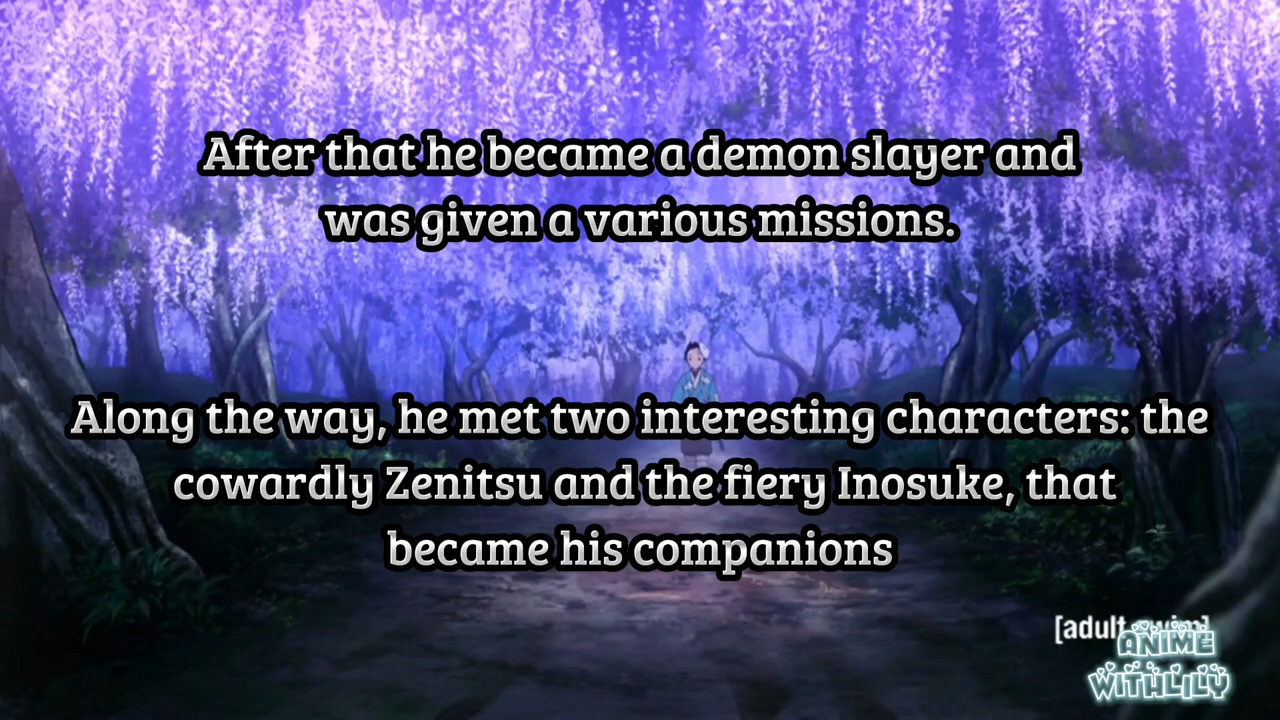 After that he became a demon slayer and
was given a various missions.
Along the way, he met two interesting characters: the
cowardly Zenitsu and the fiery Inosuke, that
became his companions
[adult
ANIME
WITHLILY